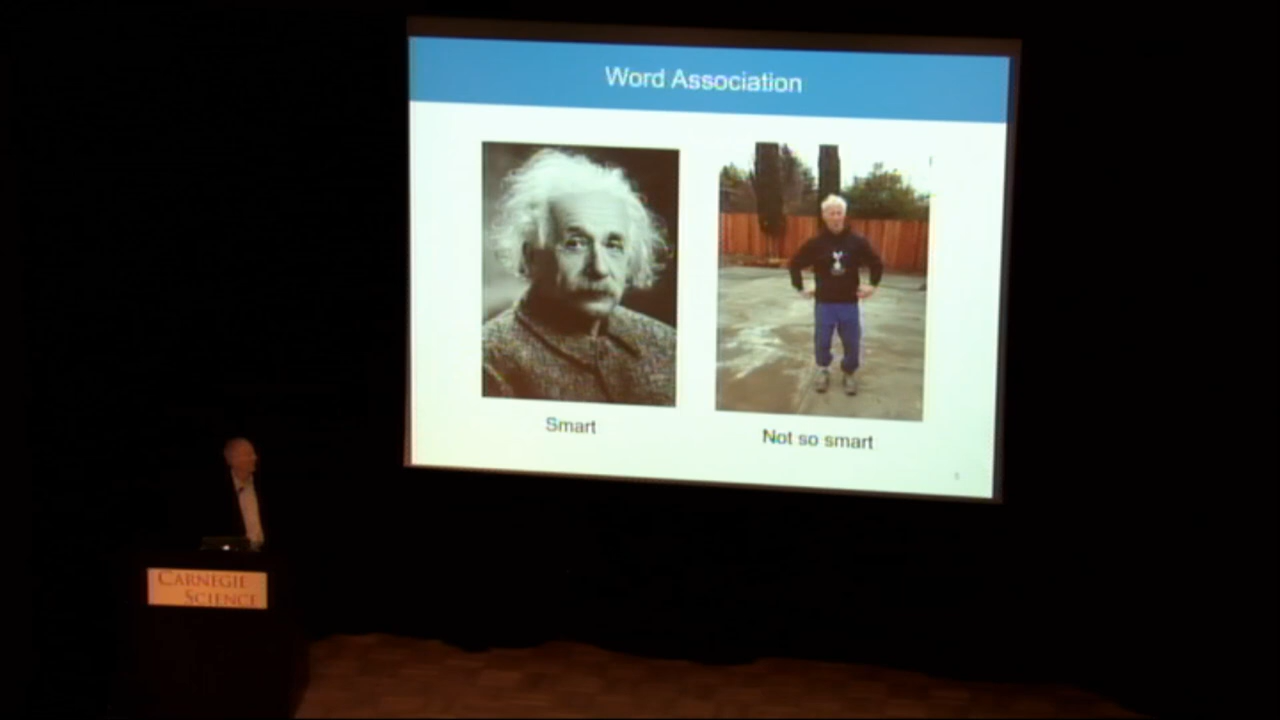 Word Association
Smart
Not so smart
CARNEGIE
SCIENCE